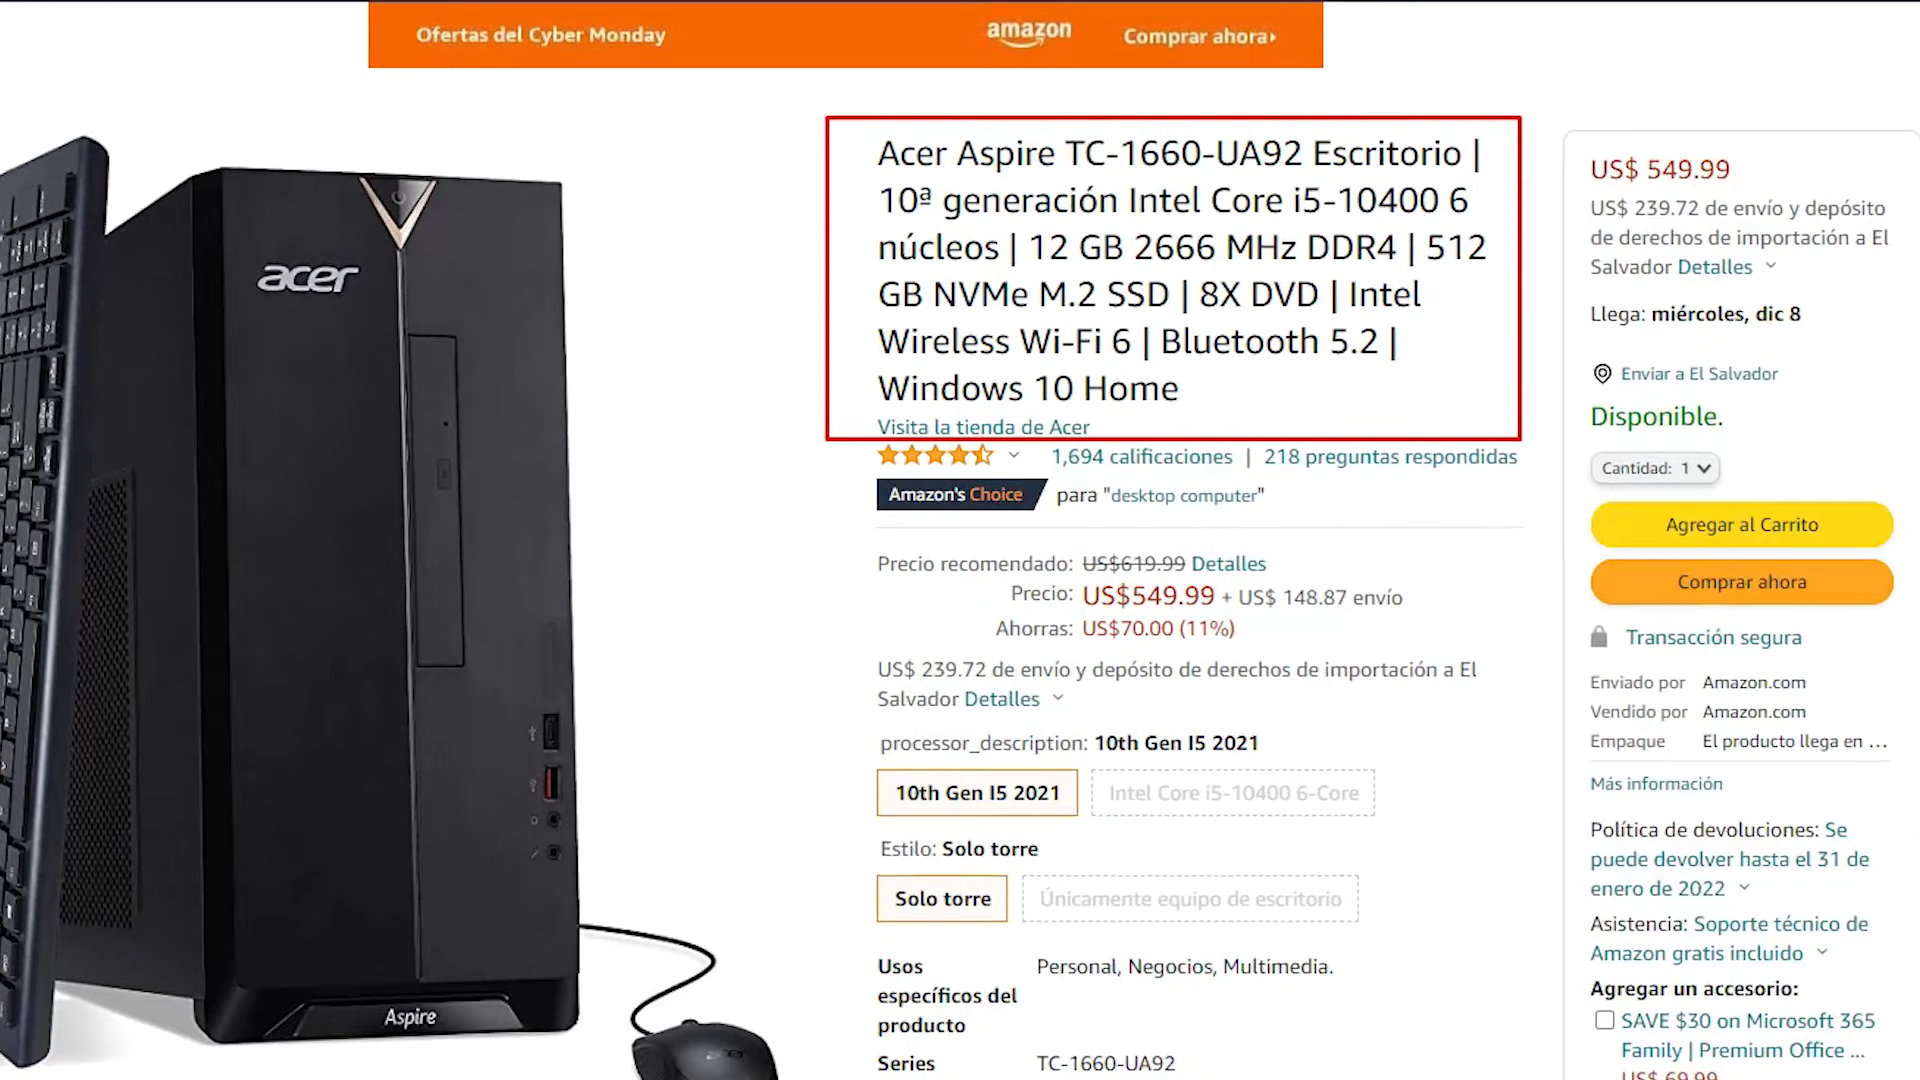 Ofertas del Cyber Monday
amazon
Comprar ahora
acer
Aspire
acer
Acer Aspire TC-1660-UA92 Escritorio |
10ª generación Intel Core i5-10400 6
núcleos | 12 GB 2666 MHz DDR4 | 512
GB NVMe M.2 SSD | 8X DVD | Intel
Wireless Wi-Fi 6 | Bluetooth 5.2 |
Windows 10 Home
Visita la tienda de Acer
1,694 calificaciones | 218 preguntas respondidas
Amazon's Choice para "desktop computer"
Precio recomendado: US$619.99 Detalles
Precio: US$549.99 + US$ 148.87 envío
Ahorras: US$70.00 (11%)
US$ 239.72 de envío y depósito de derechos de importación a El
Salvador Detalles
processor_description: 10th Gen I5 2021
10th Gen I5 2021
Intel Core i5-10400 6-Core
Estilo: Solo torre
Solo torre
Únicamente equipo de escritorio
Usos
específicos del
producto
Personal, Negocios, Multimedia.
Series
TC-1660-UA92
US$ 549.99
US$ 239.72 de envío y depósito
de derechos de importación a El
Salvador Detalles
Llega: miércoles, dic 8
Enviar a El Salvador
Disponible.
Cantidad: 1
Agregar al Carrito
Comprar ahora
Transacción segura
Enviado por Amazon.com
Vendido por Amazon.com
Empaque El producto llega en ...
Más información
Política de devoluciones: Se
puede devolver hasta el 31 de
enero de 2022
Asistencia: Soporte técnico de
Amazon gratis incluido
Agregar un accesorio:
SAVE $30 on Microsoft 365
Family | Premium Office ...
US$ 69.99